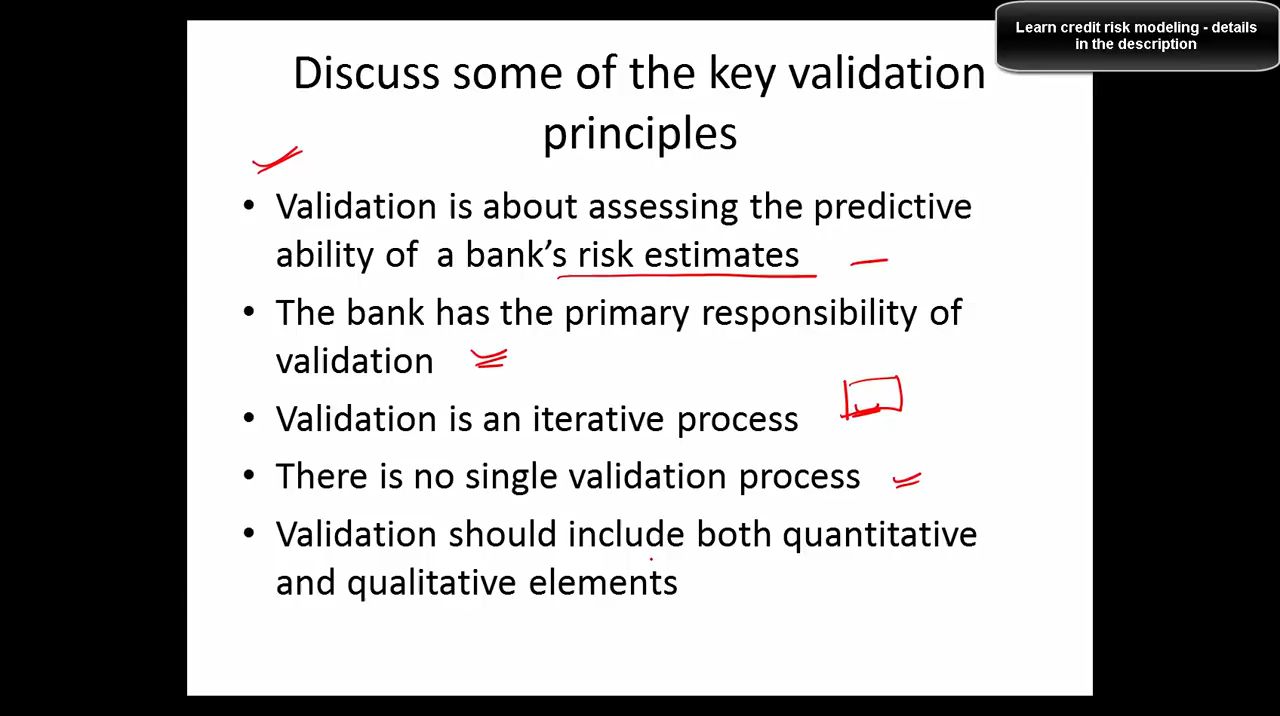 Learn credit risk modeling - details
in the description
Discuss some of the key validation
principles
• Validation is about assessing the predictive
ability of a bank's risk estimates
• The bank has the primary responsibility of
validation
• Validation is an iterative process
• There is no single validation process
• Validation should include both quantitative
and qualitative elements